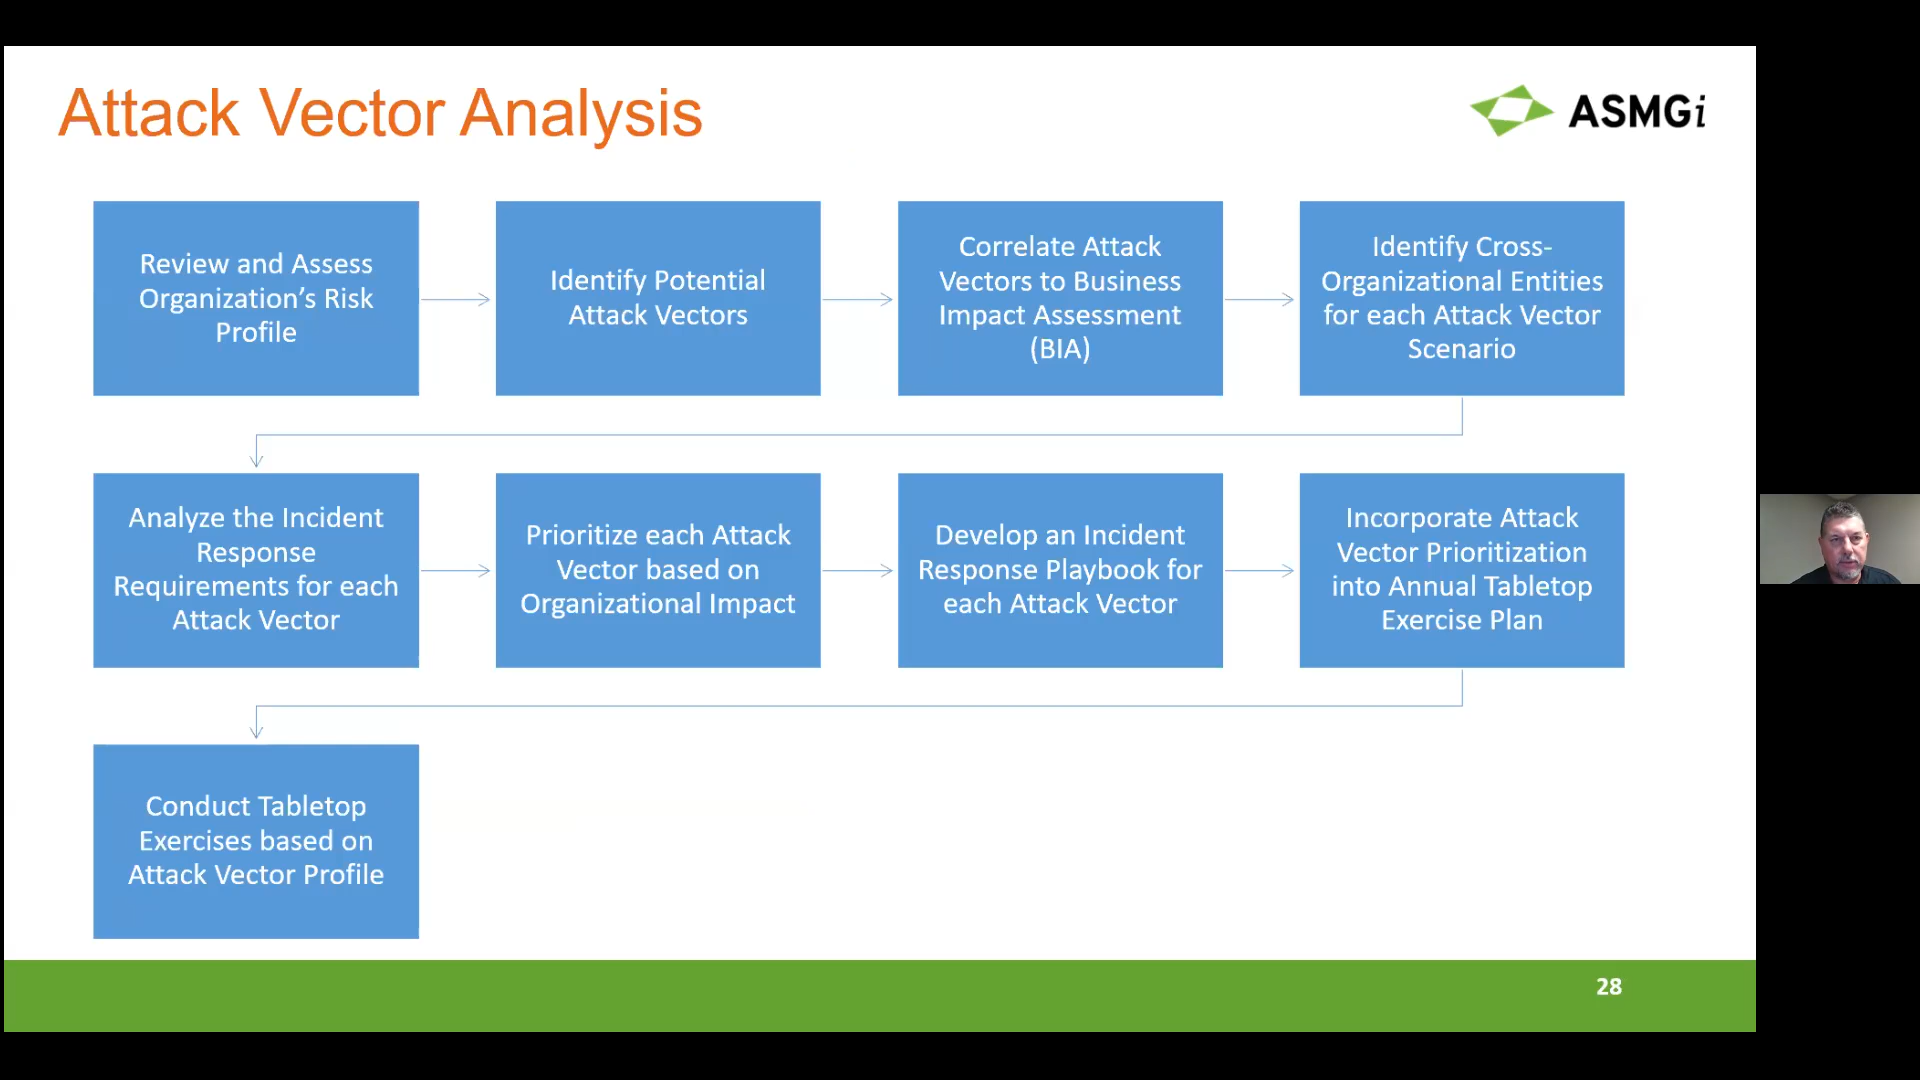 Attack Vector Analysis
ASMGi
Review and Assess
Organization’s Risk
Profile
Identify Potential
Attack Vectors
Correlate Attack
Vectors to Business
Impact Assessment
(BIA)
Identify Cross-
Organizational Entities
for each Attack Vector
Scenario
Analyze the Incident
Response
Requirements for each
Attack Vector
Prioritize each Attack
Vector based on
Organizational Impact
Develop an Incident
Response Playbook for
each Attack Vector
Incorporate Attack
Vector Prioritization
into Annual Tabletop
Exercise Plan
Conduct Tabletop
Exercises based on
Attack Vector Profile
28